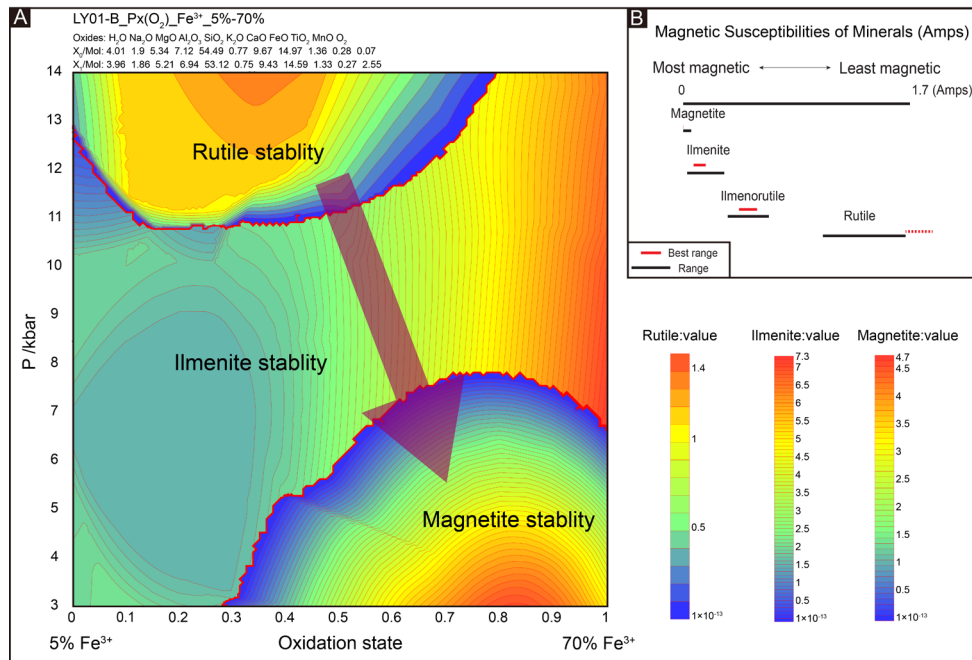 A
LY01-B_Px(O₂)_Fe³⁺_5%-70%
Oxides: H₂O Na₂O MgO Al₂O₃ SiO₂ K₂O CaO FeO TiO₂ MnO O₂
X₀/Mol: 4.01 1.9 5.34 7.12 54.49 0.77 9.67 14.97 1.36 0.28 0.07
X₁/Mol: 3.96 1.86 5.21 6.94 53.12 0.75 9.43 14.59 1.33 0.27 2.55
14
13
12
11
10
9
8
7
6
5
4
3
P /kbar
Rutile stablity
Ilmenite stablity
Magnetite stablity
0 0.1 0.2 0.3 0.4 0.5 0.6 0.7 0.8 0.9 1
5% Fe³⁺ Oxidation state 70% Fe³⁺
B
Magnetic Susceptibilities of Minerals (Amps)
Most magnetic Least magnetic
0 1.7 (Amps)
Magnetite
Ilmenite
Ilmenorutile
Rutile
Best range
Range
Rutile:value
1.4
1
0.5
1×10⁻¹³
Ilmenite:value
7.3
7
6.5
6
5.5
5
4.5
4
3.5
3
2.5
2
1.5
1
0.5
1×10⁻¹³
Magnetite:value
4.7
4.5
4
3.5
3
2.5
2
1.5
1
0.5
1×10⁻¹³